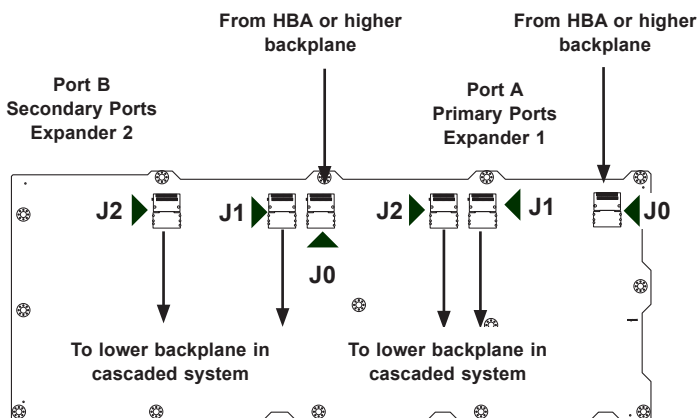 From HBA or higher
backplane
From HBA or higher
backplane
Port B
Secondary Ports
Expander 2
Port A
Primary Ports
Expander 1
J2
J1
J0
J2
J1
J0
To lower backplane in
cascaded system
To lower backplane in
cascaded system